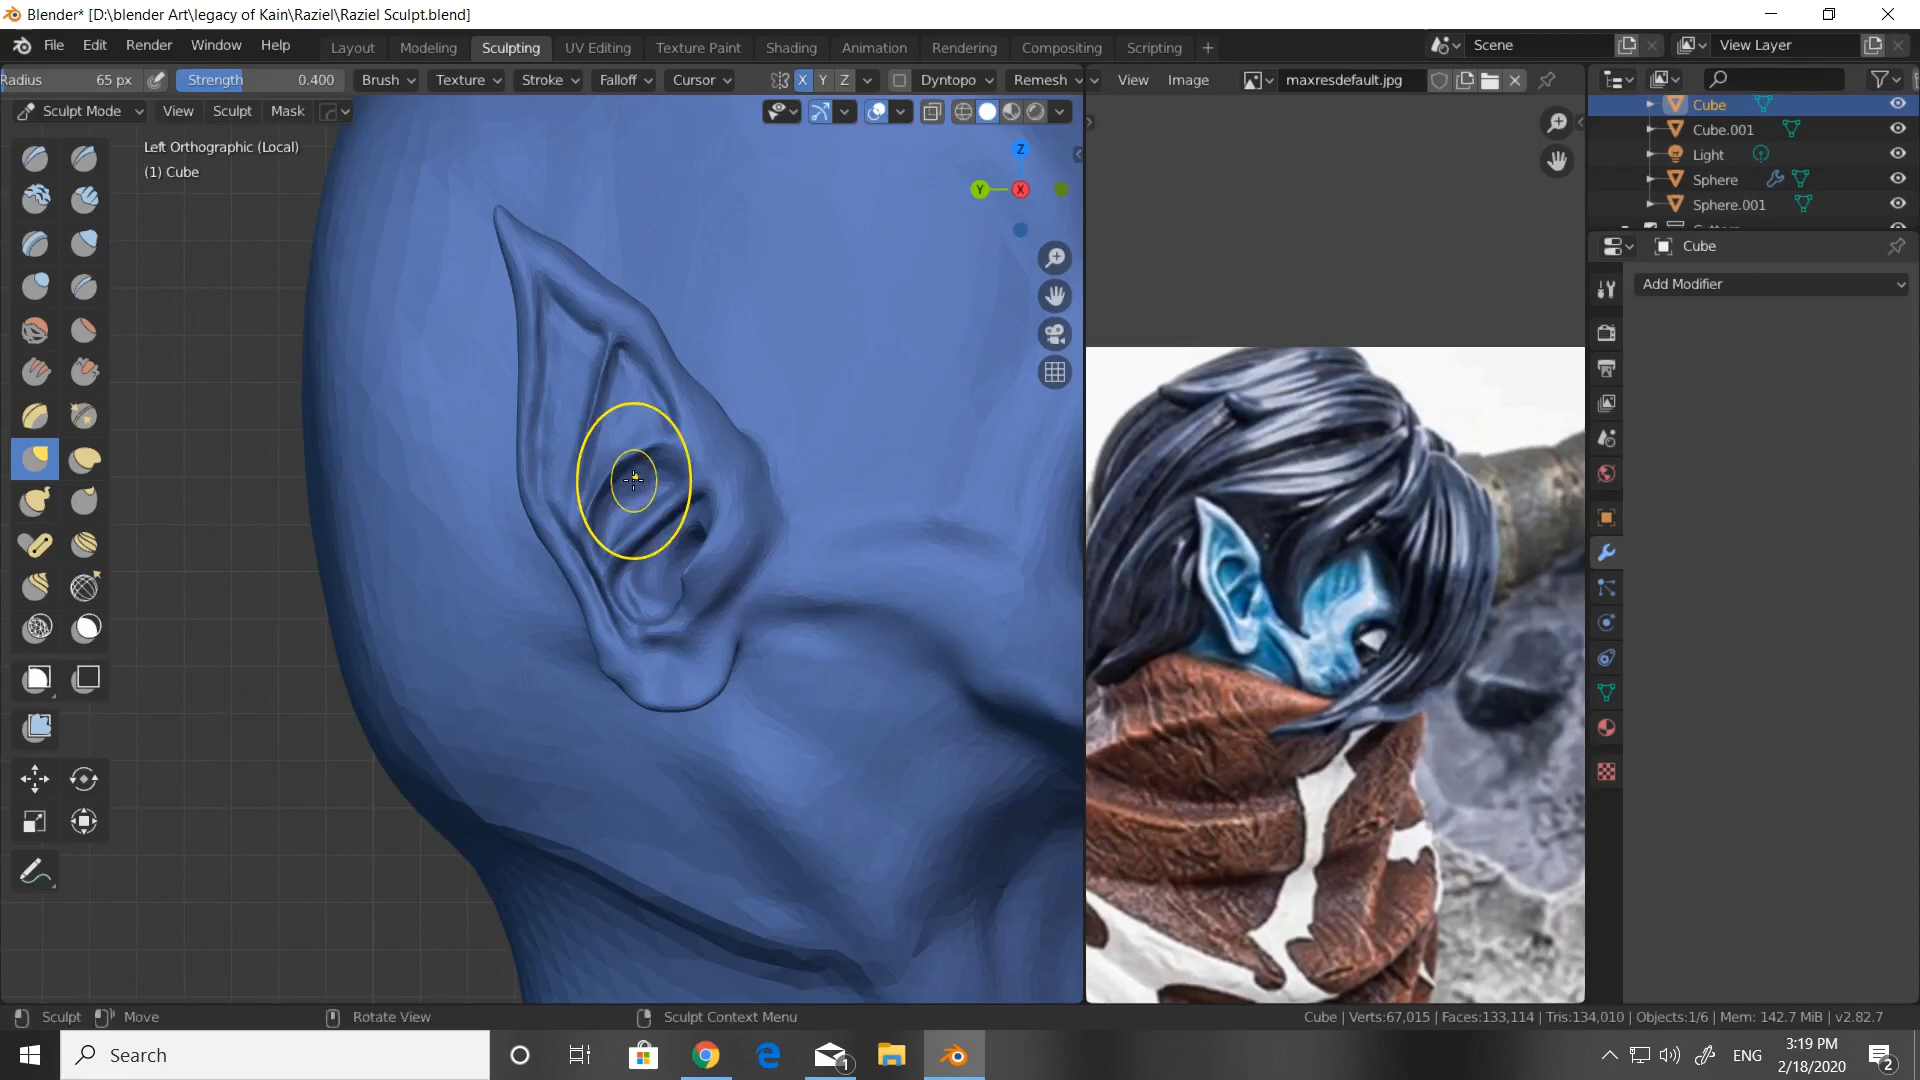 Blender* [D:\blender Art\legacy of Kain\Raziel\Raziel Sculpt.blend]
File Edit Render Window Help Layout Modeling Sculpting UV Editing Texture Paint Shading Animation Rendering Compositing Scripting + Scene View Layer
Radius 65 px Strength 0.400 Brush Texture Stroke Falloff Cursor X Y Z Dyntopo Remesh View Image maxresdefault.jpg
Sculpt Mode View Sculpt Mask
Left Orthographic (Local)
(1) Cube
Z
Y X
Cube
Cube.001
Light
Sphere
Sphere.001
Cube
Add Modifier
Sculpt Move Rotate View Sculpt Context Menu Cube | Verts:67,015 | Faces:133,114 | Tris:134,010 | Objects:1/6 | Mem: 142.7 MiB | v2.82.7
Search 1 ENG 3:19 PM
2/18/2020 2